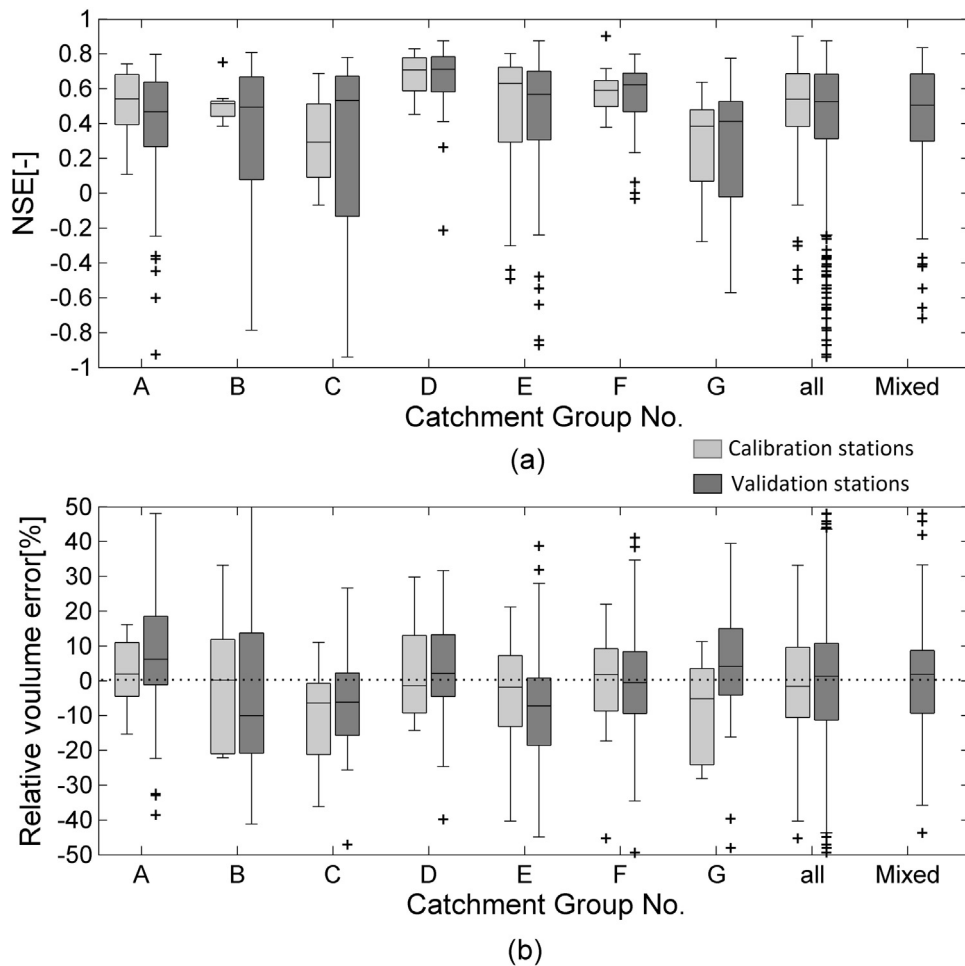 NSE[-]
1
0.8
0.6
0.4
0.2
0
-0.2
-0.4
-0.6
-0.8
-1
A B C D E F G all Mixed
Catchment Group No.
(a)
Calibration stations
Validation stations
Relative voulume error[%]
50
40
30
20
10
0
-10
-20
-30
-40
-50
A B C D E F G all Mixed
Catchment Group No.
(b)